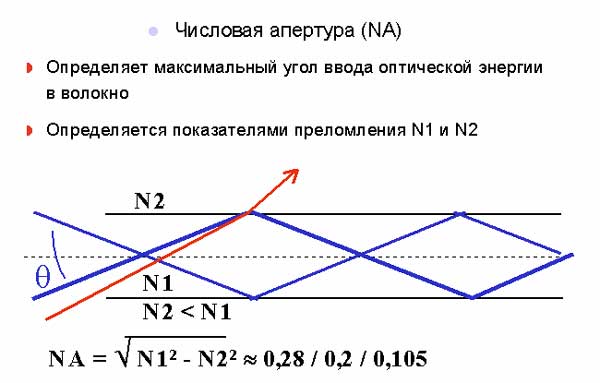 Числовая апертура (NA)
Определяет максимальный угол ввода оптической энергии
в волокно
Определяется показателями преломления N1 и N2
N2
θ
N1
N2 < N1
NA = √N1² - N2² ≈ 0,28 / 0,2 / 0,105